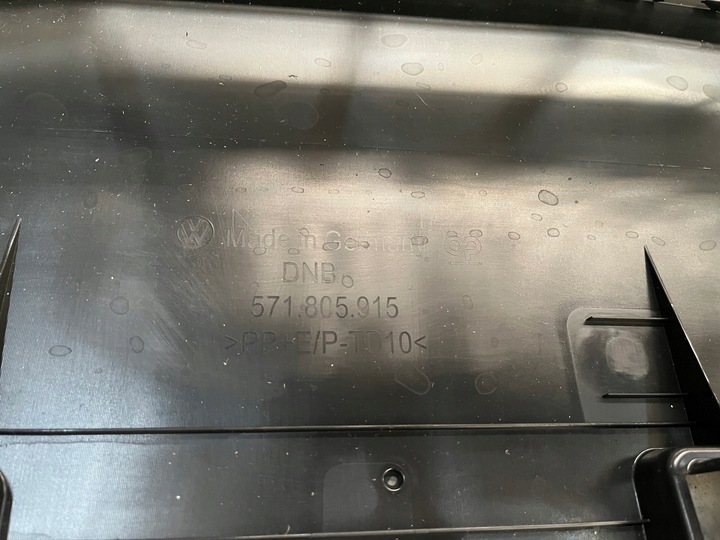 Made in Germany
DNB
571.805.915
>PP+E/P-TD10<